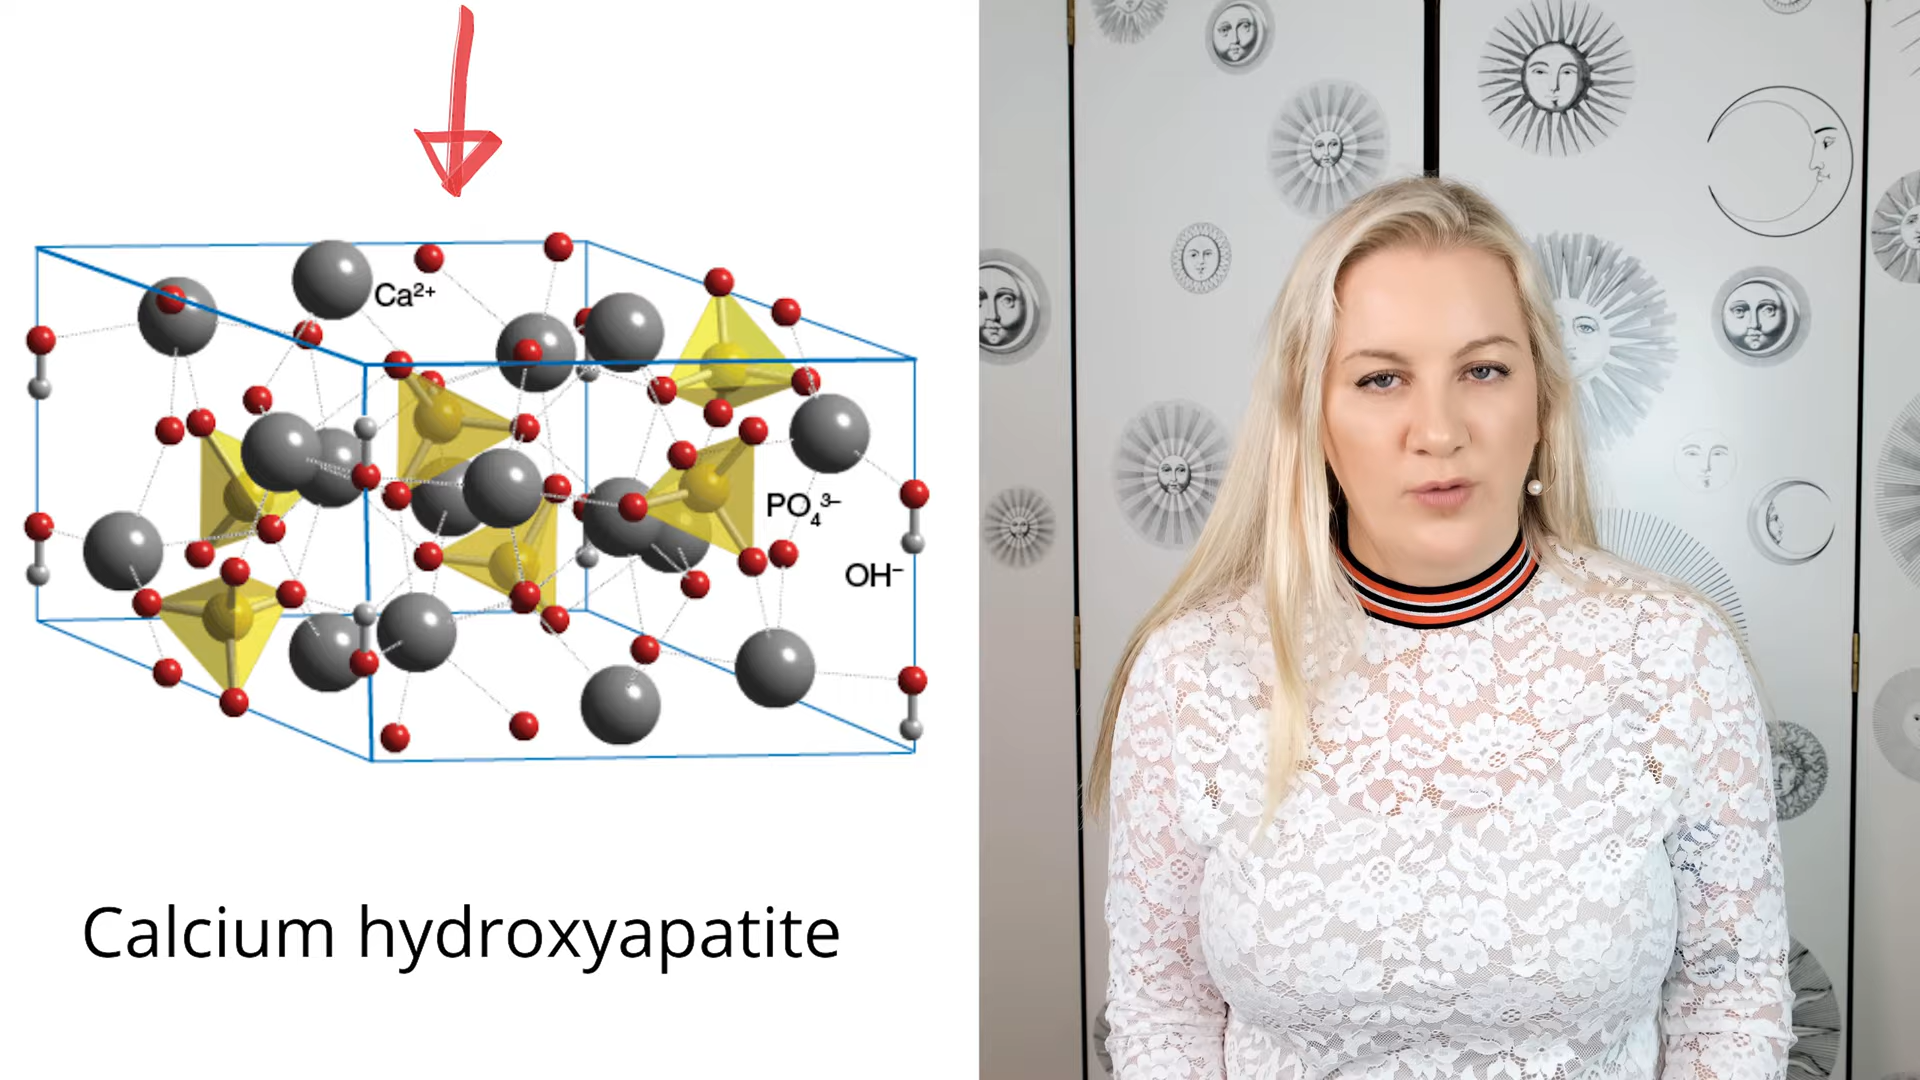 Ca²⁺
PO₄³⁻
OH⁻
Calcium hydroxyapatite